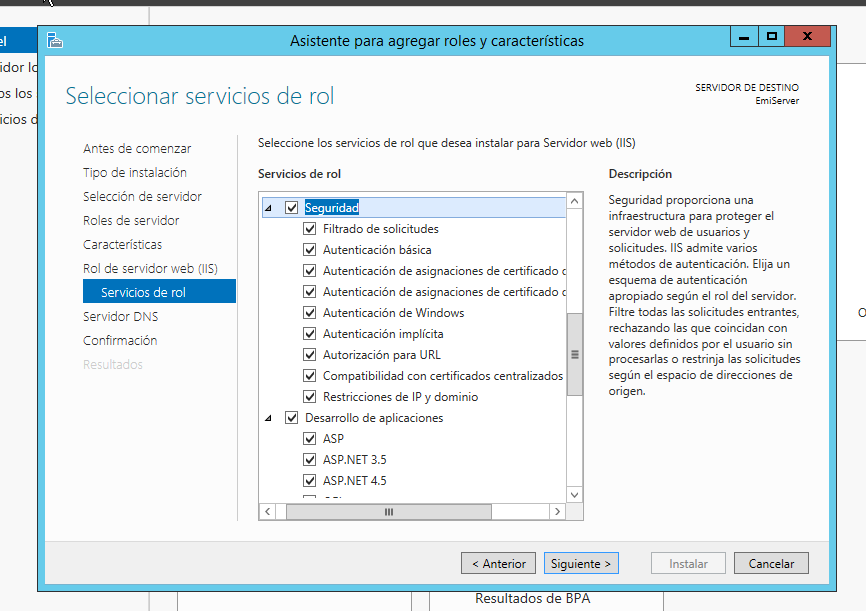 Asistente para agregar roles y características
Seleccionar servicios de rol
SERVIDOR DE DESTINO
EmiServer
Antes de comenzar
Tipo de instalación
Selección de servidor
Roles de servidor
Características
Rol de servidor web (IIS)
Servicios de rol
Servidor DNS
Confirmación
Resultados
Seleccione los servicios de rol que desea instalar para Servidor web (IIS)
Servicios de rol
Seguridad
Filtrado de solicitudes
Autenticación básica
Autenticación de asignaciones de certificado
Autenticación de asignaciones de certificado
Autenticación de Windows
Autenticación implícita
Autorización para URL
Compatibilidad con certificados centralizados
Restricciones de IP y dominio
Desarrollo de aplicaciones
ASP
ASP.NET 3.5
ASP.NET 4.5
Descripción
Seguridad proporciona una
infraestructura para proteger el
servidor web de usuarios y
solicitudes. IIS admite varios
métodos de autenticación. Elija un
esquema de autenticación
apropiado según el rol del servidor.
Filtre todas las solicitudes entrantes,
rechazando las que coincidan con
valores definidos por el usuario sin
procesarlas o restrinja las solicitudes
según el espacio de direcciones de
origen.
< Anterior
Siguiente >
Instalar
Cancelar
Resultados de BPA